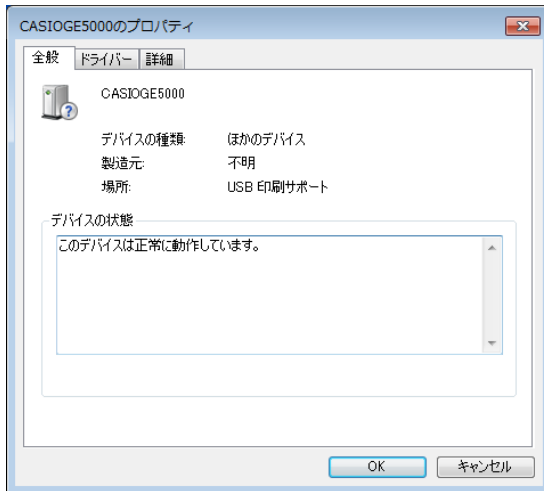 CASIOGE5000のプロパティ
全般 ドライバー 詳細
CASIOGE5000
デバイスの種類: ほかのデバイス
製造元: 不明
場所: USB 印刷サポート
デバイスの状態
このデバイスは正常に動作しています。
OK キャンセル